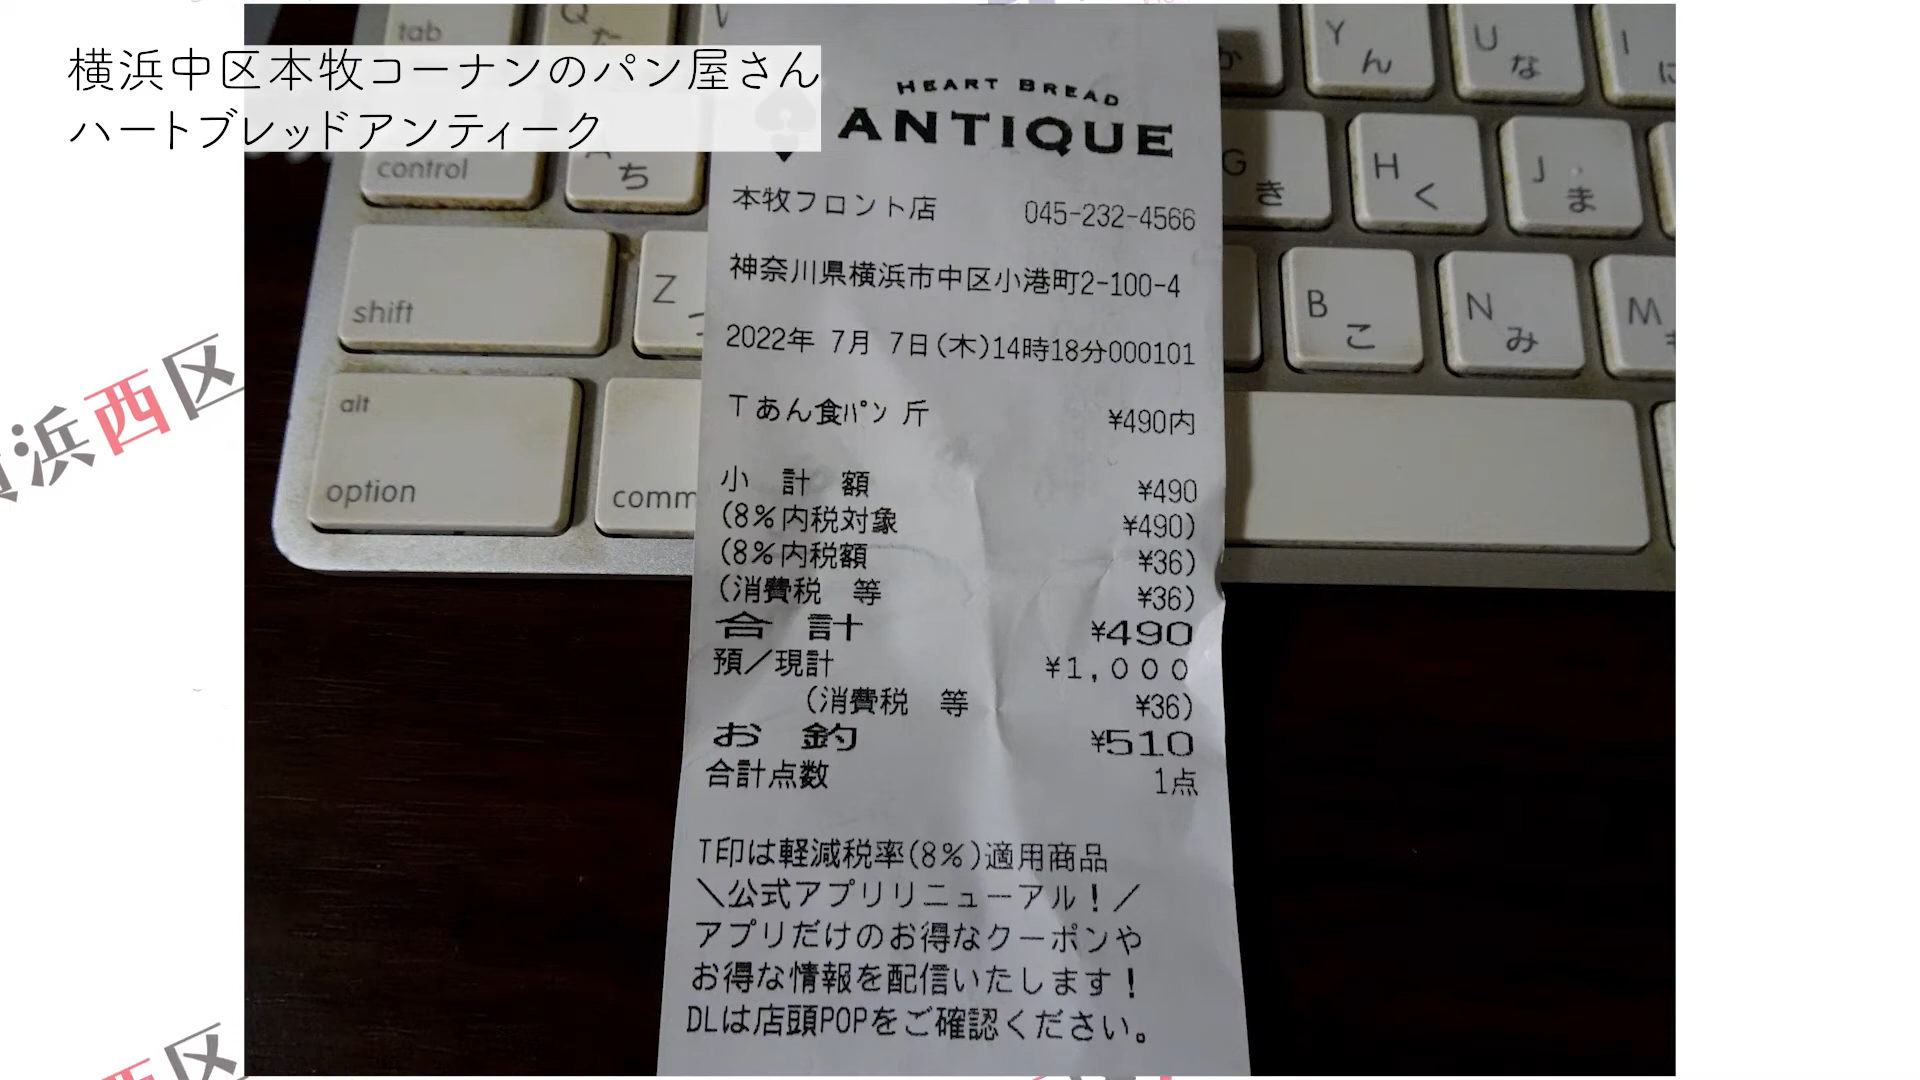 横浜中区本牧コーナンのパン屋さん
ハートブレッドアンティーク
HEART BREAD
ANTIQUE
本牧フロント店 045-232-4566
神奈川県横浜市中区小港町2-100-4
2022年 7月 7日(木)14時18分000101
Tあん食パン 斤 ¥490内
小 計 額 ¥490
(8%内税対象 ¥490)
(8%内税額 ¥36)
(消費税 等 ¥36)
合 計 ¥490
預/現計 ¥1,000
(消費税 等 ¥36)
お 釣 ¥510
合計点数 1点
T印は軽減税率(8%)適用商品
\公式アプリリニューアル!/
アプリだけのお得なクーポンや
お得な情報を配信いたします!
DLは店頭POPをご確認ください。
tab
Q た
Y ん
U な
I に
control
A ち
G き
H く
J ま
shift
Z つ
B こ
N み
M
alt
option
comm
浜西区
西区